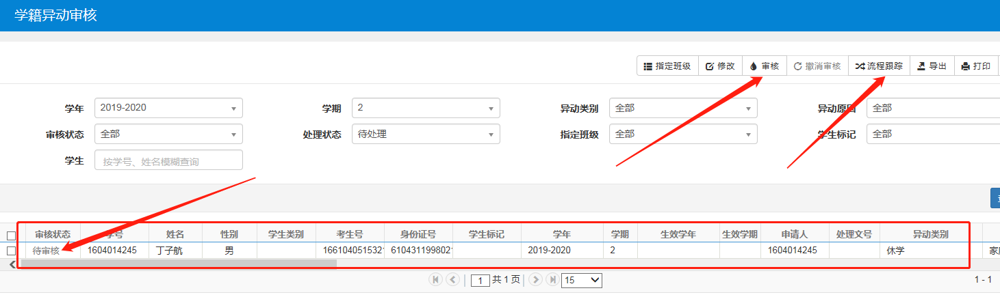 学籍异动审核
指定班级 修改 审核 撤消审核 流程跟踪 导出 打印
学年 2019-2020 学期 2 异动类别 全部 异动原因 全部
审核状态 全部 处理状态 待处理 指定班级 全部 学生标记 全部
学生 按学号、姓名模糊查询
审核状态 学号 姓名 性别 学生类别 考生号 身份证号 学生标记 学年 学期 生效学年 生效学期 申请人 处理文号 异动类别
待审核 1604014245 丁子航 男 166104051532 61043119980 2019-2020 2 1604014245 休学
1 共 1 页 15 1 - 1